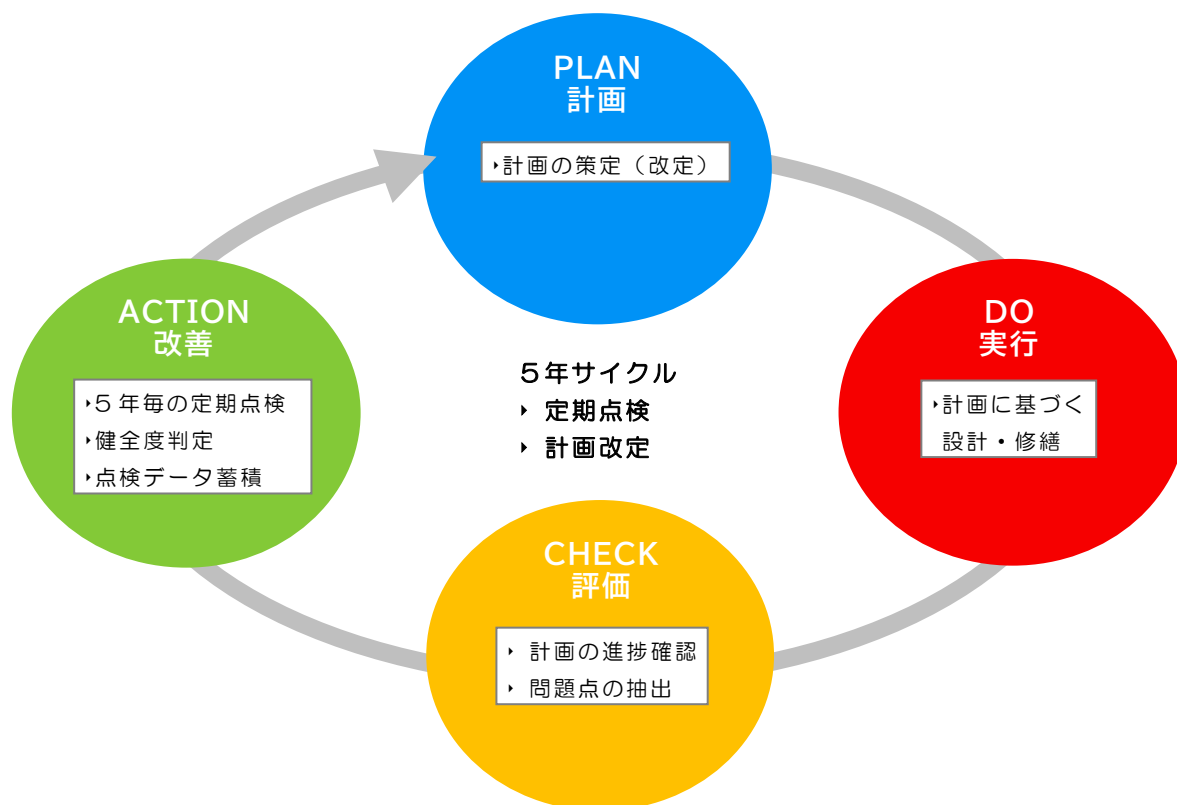 PLAN
計画
‣計画の策定（改定）
DO
実行
‣計画に基づく
設計・修繕
CHECK
評価
‣ 計画の進捗確認
‣ 問題点の抽出
ACTION
改善
‣5 年毎の定期点検
‣健全度判定
‣点検データ蓄積
５年サイクル
‣ 定期点検
‣ 計画改定